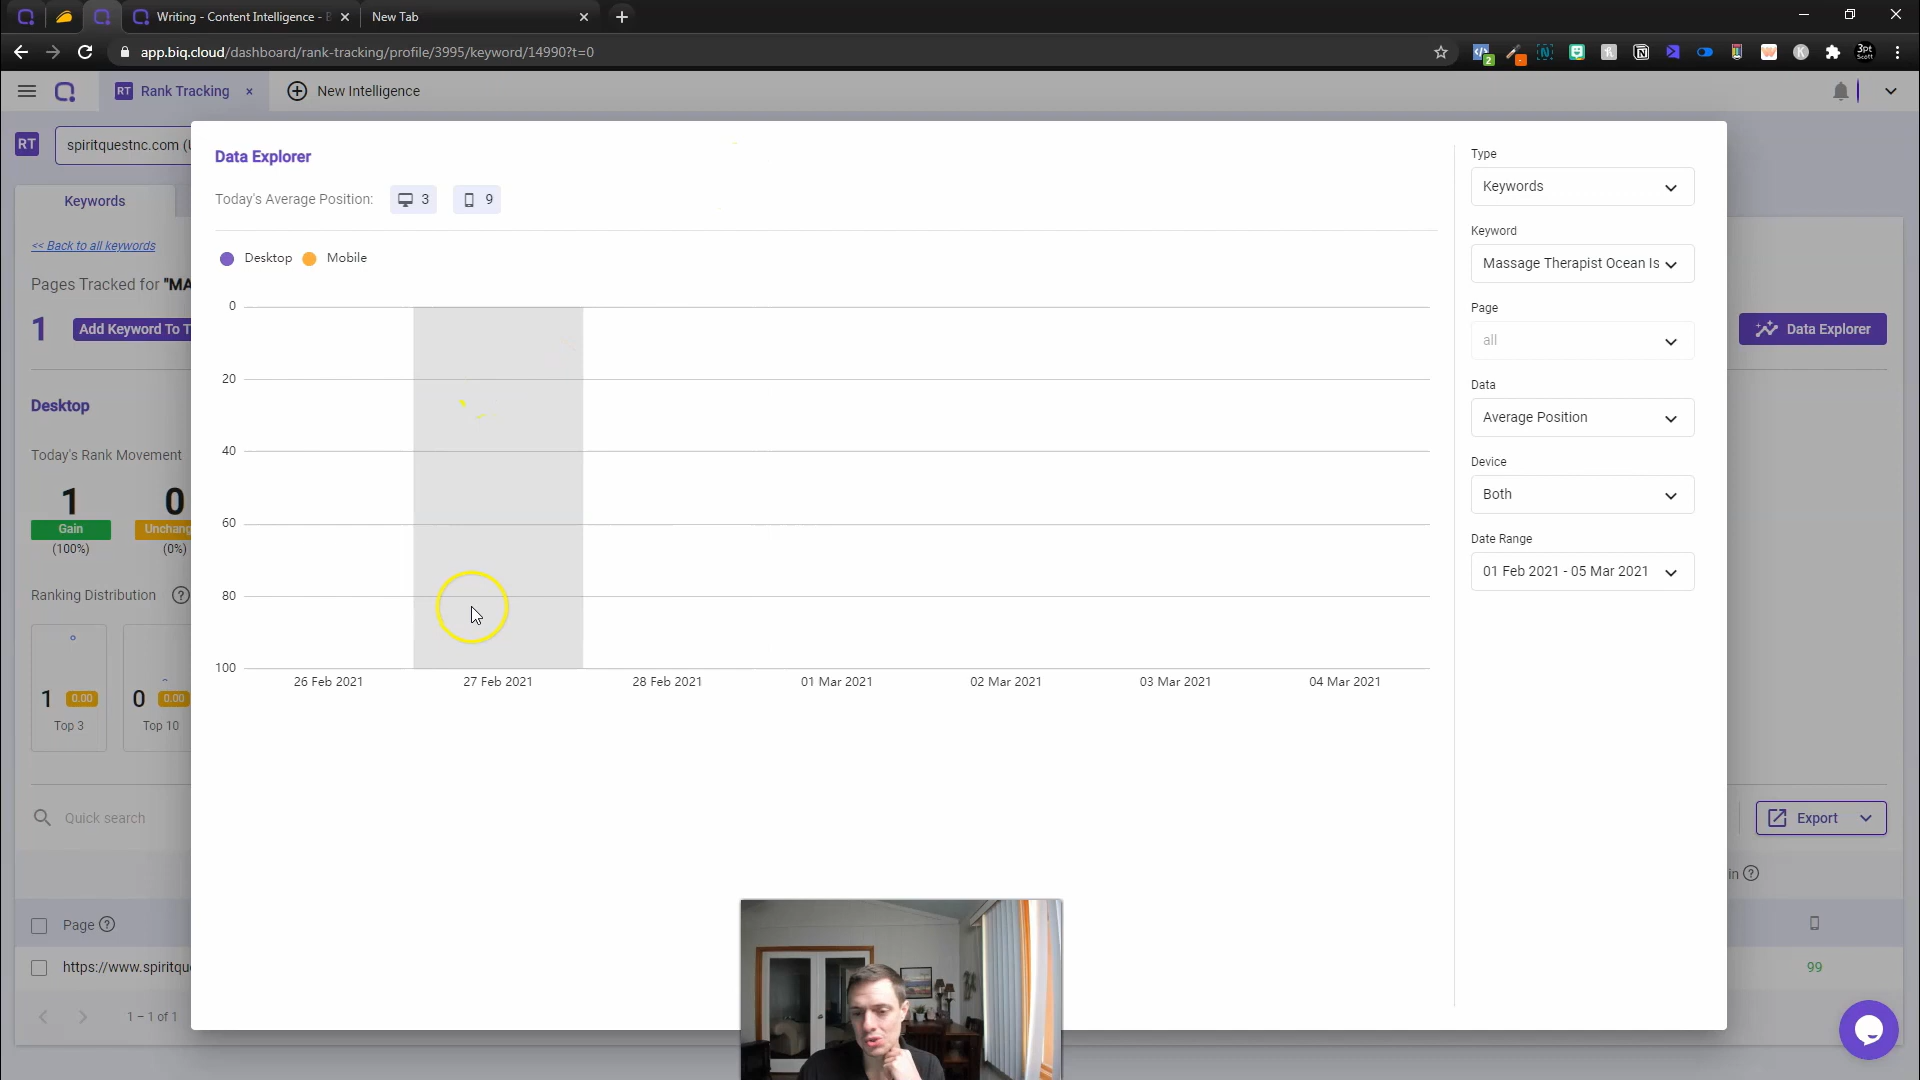 Writing - Content Intelligence - B
New Tab
app.biq.cloud/dashboard/rank-tracking/profile/3995/keyword/14990?t=0
2
3pt
Scott
RT Rank Tracking
New Intelligence
RT
spiritquestnc.com (U
Keywords
<< Back to all keywords
Pages Tracked for "MA
1
Add Keyword To T
Desktop
Today's Rank Movement
1
0
Gain
Unchang
(100%)
(0%)
Ranking Distribution
1
0.00
0
0.00
Top 3
Top 10
Quick search
Page
https://www.spiritque
1 – 1 of 1
Data Explorer
Today's Average Position:
3
9
Desktop
Mobile
0
20
40
60
80
100
26 Feb 2021
27 Feb 2021
28 Feb 2021
01 Mar 2021
02 Mar 2021
03 Mar 2021
04 Mar 2021
Type
Keywords
Keyword
Massage Therapist Ocean Is
Page
all
Data
Average Position
Device
Both
Date Range
01 Feb 2021 - 05 Mar 2021
Data Explorer
Export
in
99